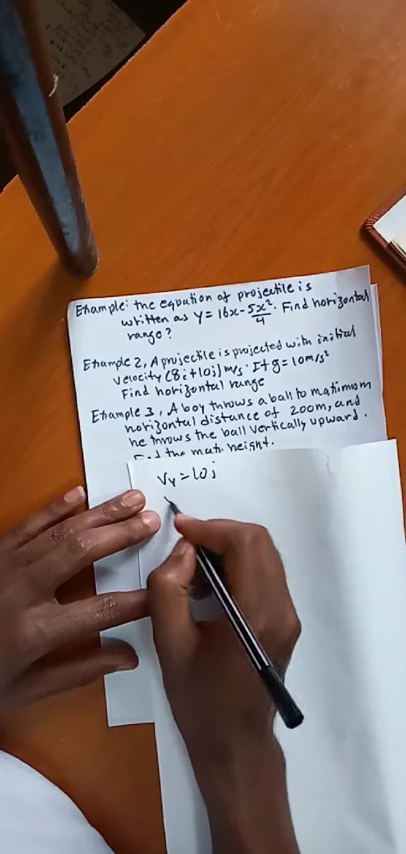 Example: the equation of projectile is
written as y = 16x - 5x²/4. Find horizontal
range?
Example 2, A projectile is projected with initial
velocity (8i+10j) m/s. If g = 10m/s²
Find horizontal range
Example 3, A boy throws a ball to maximum
horizontal distance of 200m, and
he throws the ball vertically upward.
Find the max. height.
Vy = 10j